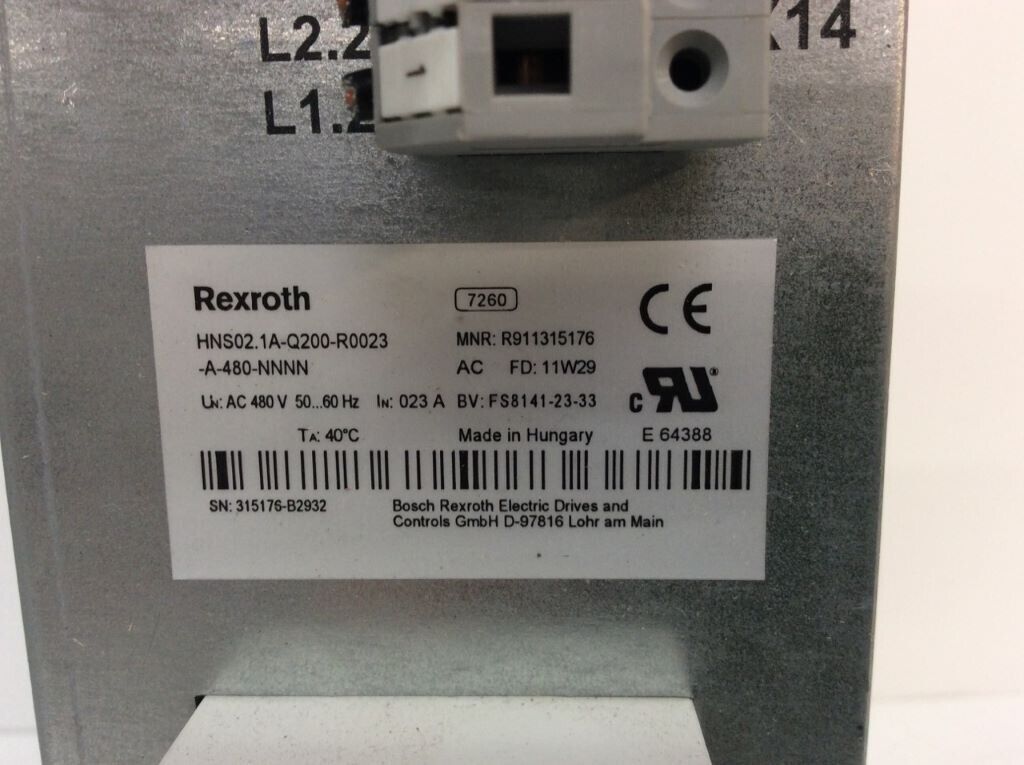 L2.2
X14
L1.2
Rexroth
7260
CE
HNS02.1A-Q200-R0023
MNR: R911315176
-A-480-NNNN
AC FD: 11W29
UN: AC 480 V 50...60 Hz IN: 023 A BV: FS8141-23-33
c RU ®
TA: 40°C
Made in Hungary
E 64388
SN: 315176-B2932
Bosch Rexroth Electric Drives and
Controls GmbH D-97816 Lohr am Main